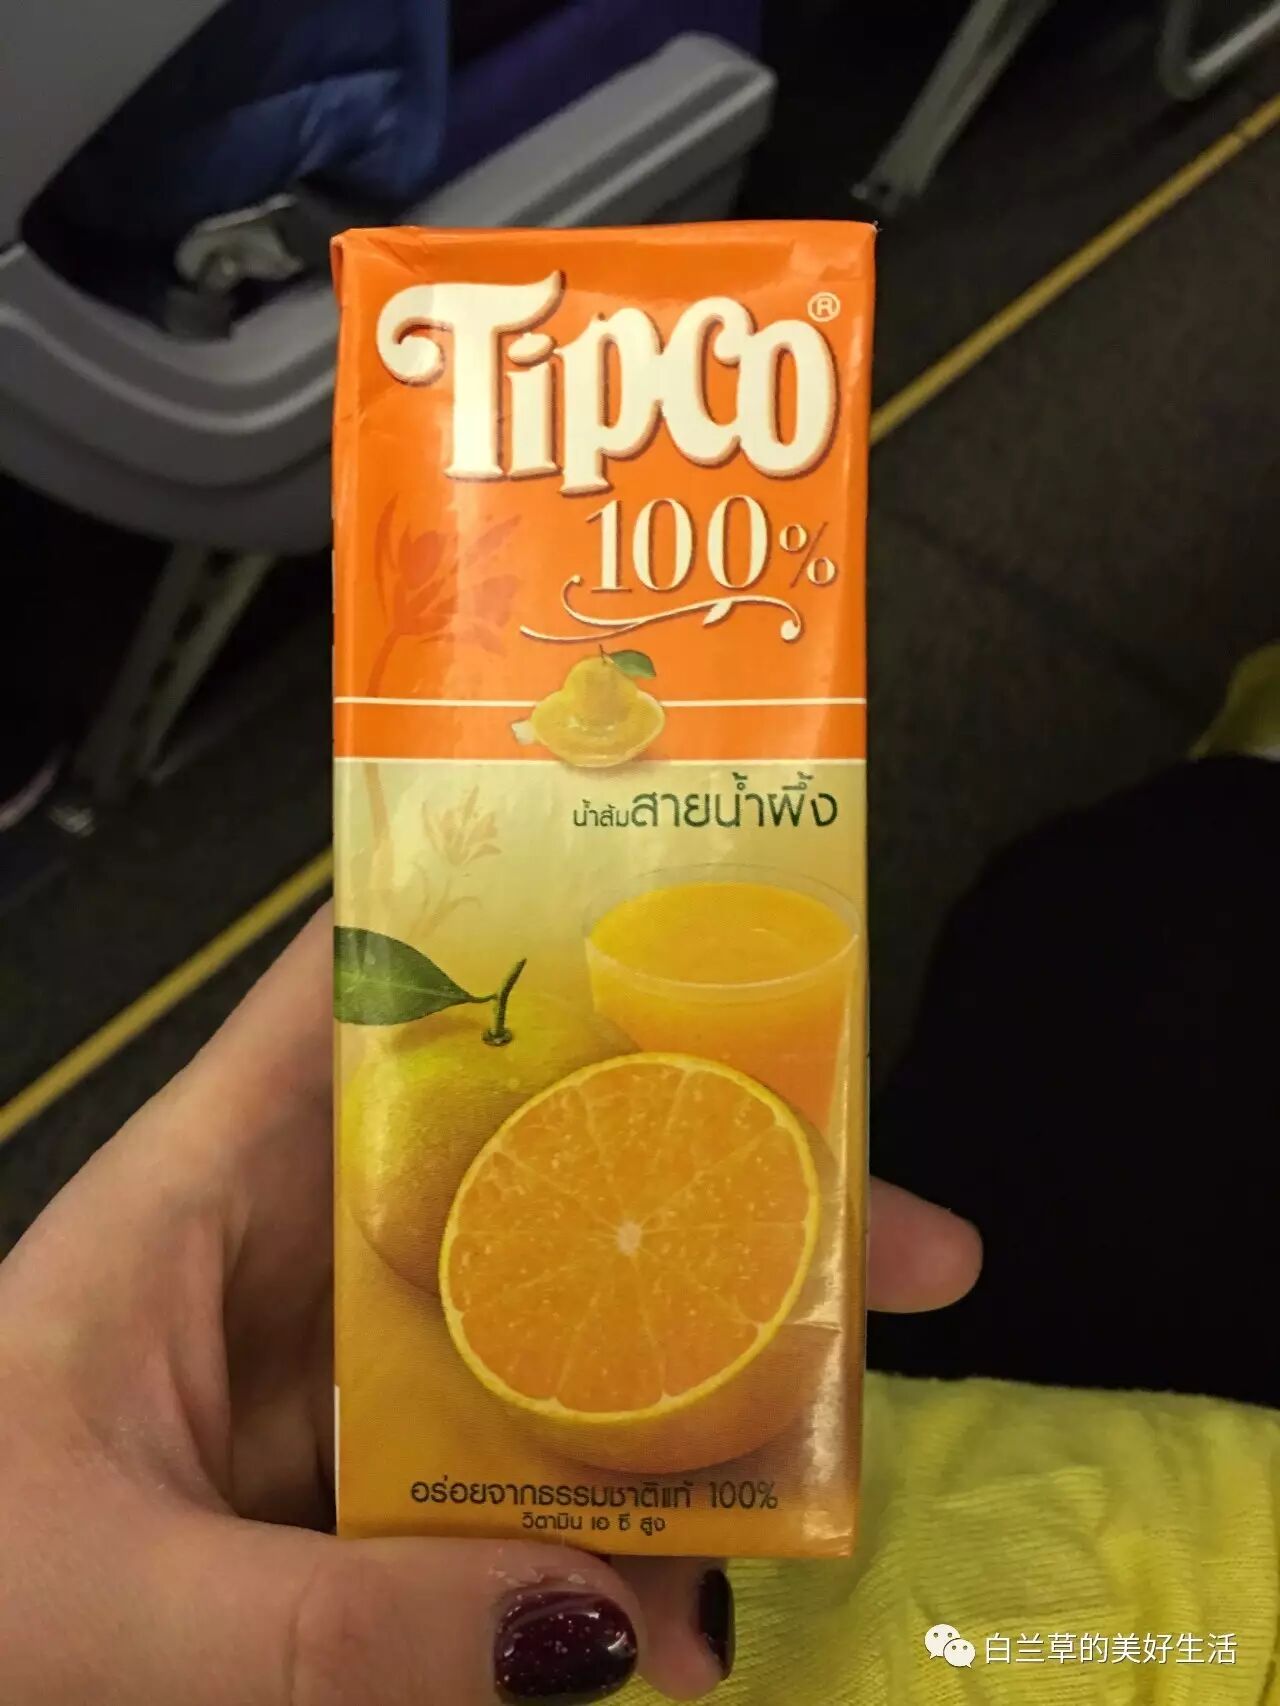 Tipco®
100%
น้ำส้มสายน้ำผึ้ง
อร่อยจากธรรมชาติแท้ 100%
วิตามิน เอ ซี สูง
白兰草的美好生活